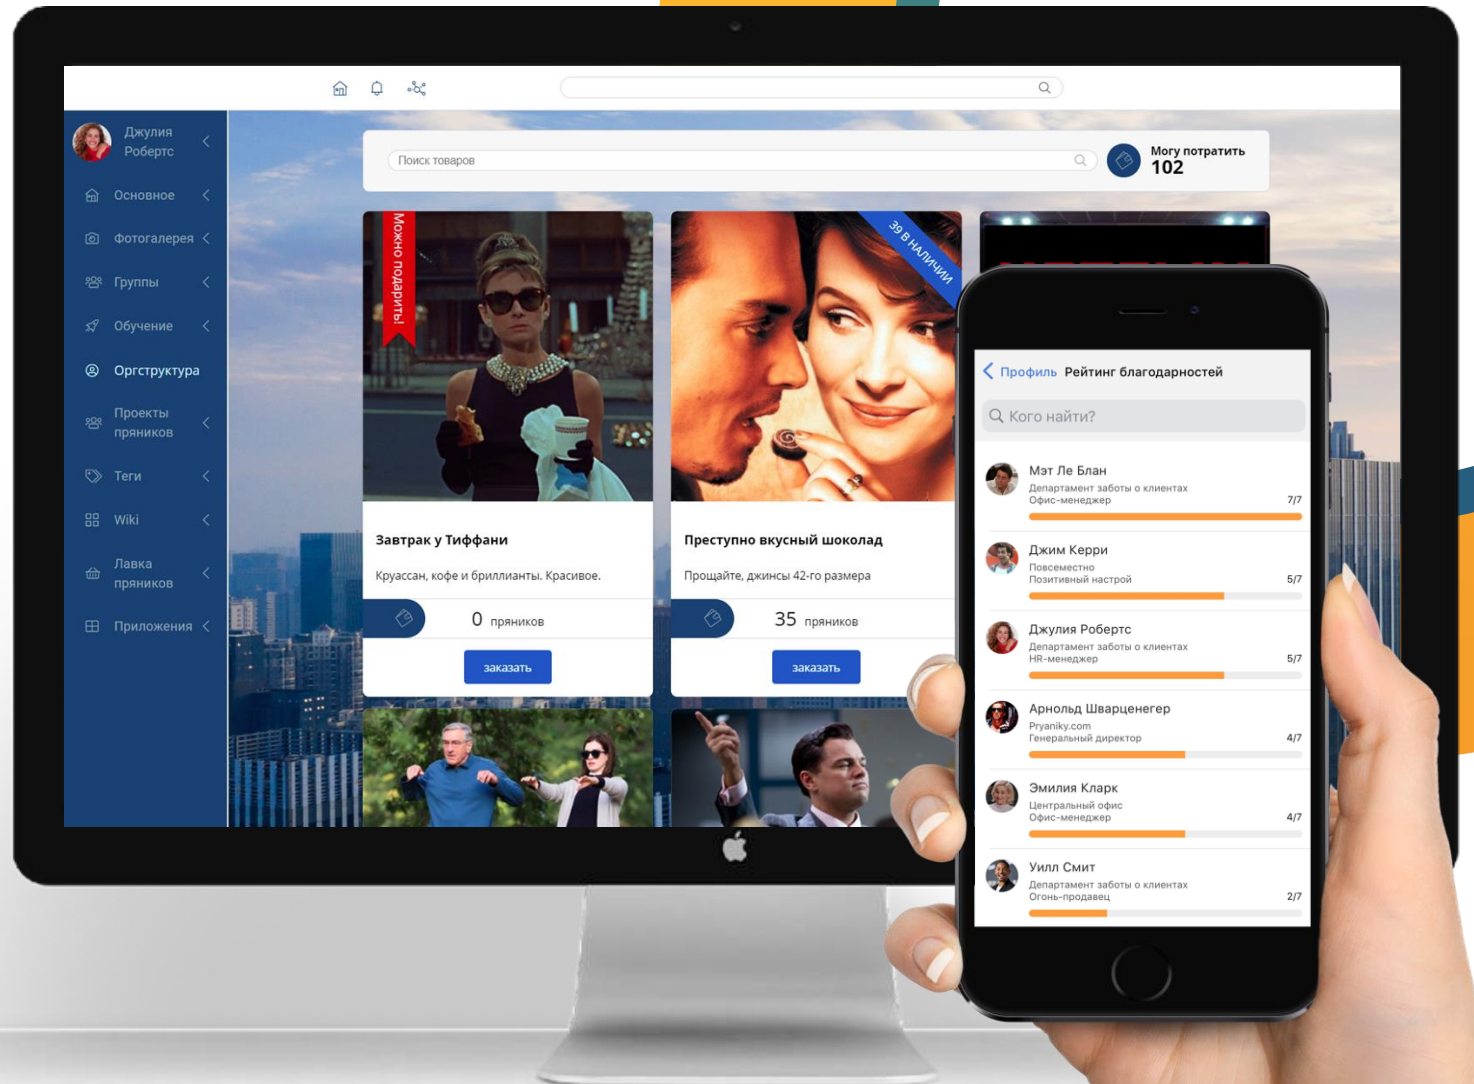 Джулия
Робертс
Основное
Фотогалерея
Группы
Обучение
Оргструктура
Проекты
пряников
Теги
Wiki
Лавка
пряников
Приложения
Поиск товаров
Могу потратить
102
Можно подарить!
39 В НАЛИЧИИ
Завтрак у Тиффани
Круассан, кофе и бриллианты. Красивое.
0 пряников
заказать
Преступно вкусный шоколад
Прощайте, джинсы 42-го размера
35 пряников
заказать
Профиль Рейтинг благодарностей
Кого найти?
Мэт Ле Блан
Департамент заботы о клиентах
Офис-менеджер 7/7
Джим Керри
Повсеместно
Позитивный настрой 5/7
Джулия Робертс
Департамент заботы о клиентах
HR-менеджер 5/7
Арнольд Шварценегер
Pryaniky.com
Генеральный директор 4/7
Эмилия Кларк
Центральный офис
Офис-менеджер 4/7
Уилл Смит
Департамент заботы о клиентах
Огонь-продавец 2/7